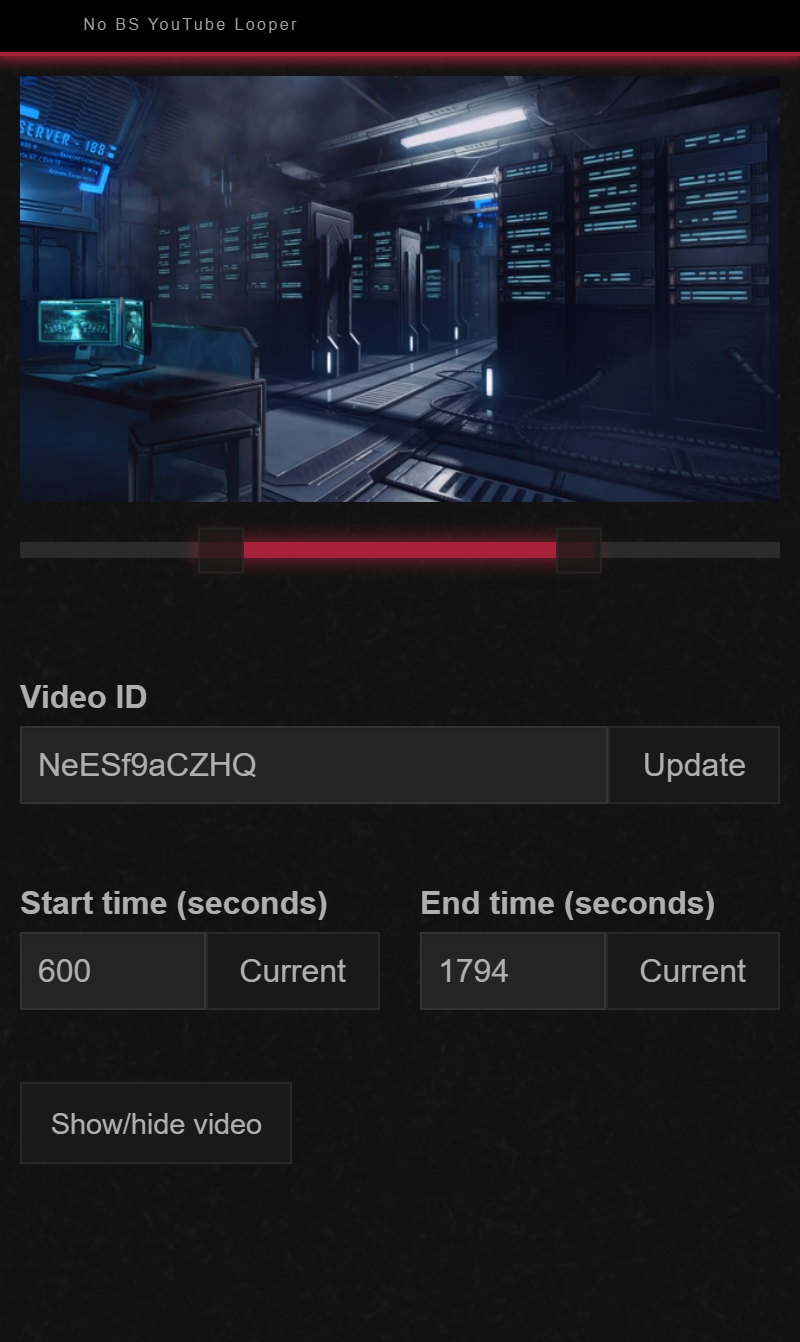 No BS YouTube Looper
SERVER - 188
Video ID
NeESf9aCZHQ
Update
Start time (seconds)
End time (seconds)
600
Current
1794
Current
Show/hide video